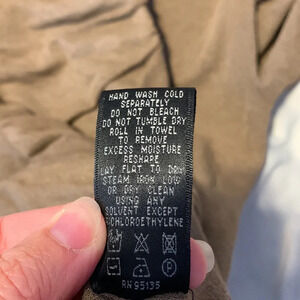 HAND WASH COLD
SEPARATELY
DO NOT BLEACH
DO NOT TUMBLE DRY
ROLL IN TOWEL
TO REMOVE
EXCESS MOISTURE
RESHAPE
LAY FLAT TO DRY
STEAM IRON LOW
OR DRY CLEAN
USING ANY
SOLVENT EXCEPT
RICHLOROETHYLENE
RN 95135